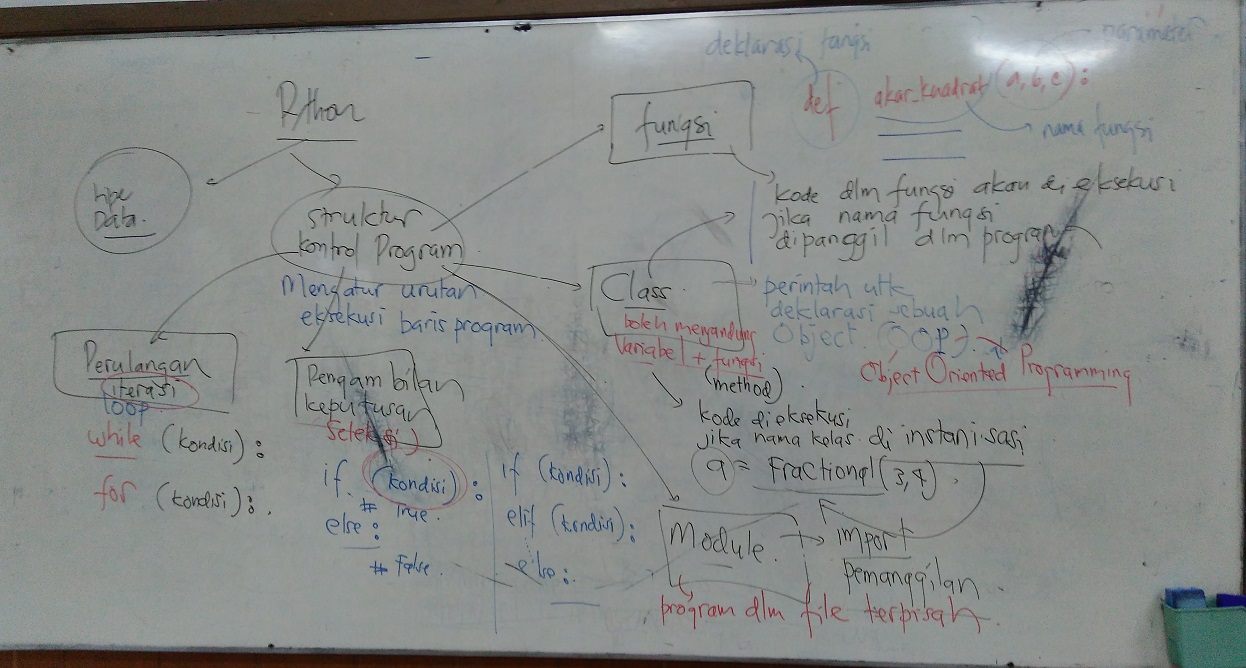 Python
tipe
Data.
struktur
kontrol Program.
Mengatur urutan
eksekusi baris program.
Perulangan
iterasi
loop
while (kondisi):
for (kondisi):.
Pengambilan
keputusan
Seleksi)
if (kondisi):
# True.
else:
# False.
if (kondisi):
elif (kondisi):
else:.
deklarasi fungsi
parameter
fungsi
def akar_kuadrat (a, b, c):
nama fungsi
kode dlm fungsi akan di eksekusi
jika nama fungsi
dipanggil dlm program
Class
boleh mengandung
Variabel + fungsi
(method).
perintah utk
deklarasi sebuah
Object (OOP).
Object Oriented Programming
kode dieksekusi
jika nama kelas di instanisasi
a = Fractional(3,4).
Module.
import
pemanggilan.
program dlm file terpisah.